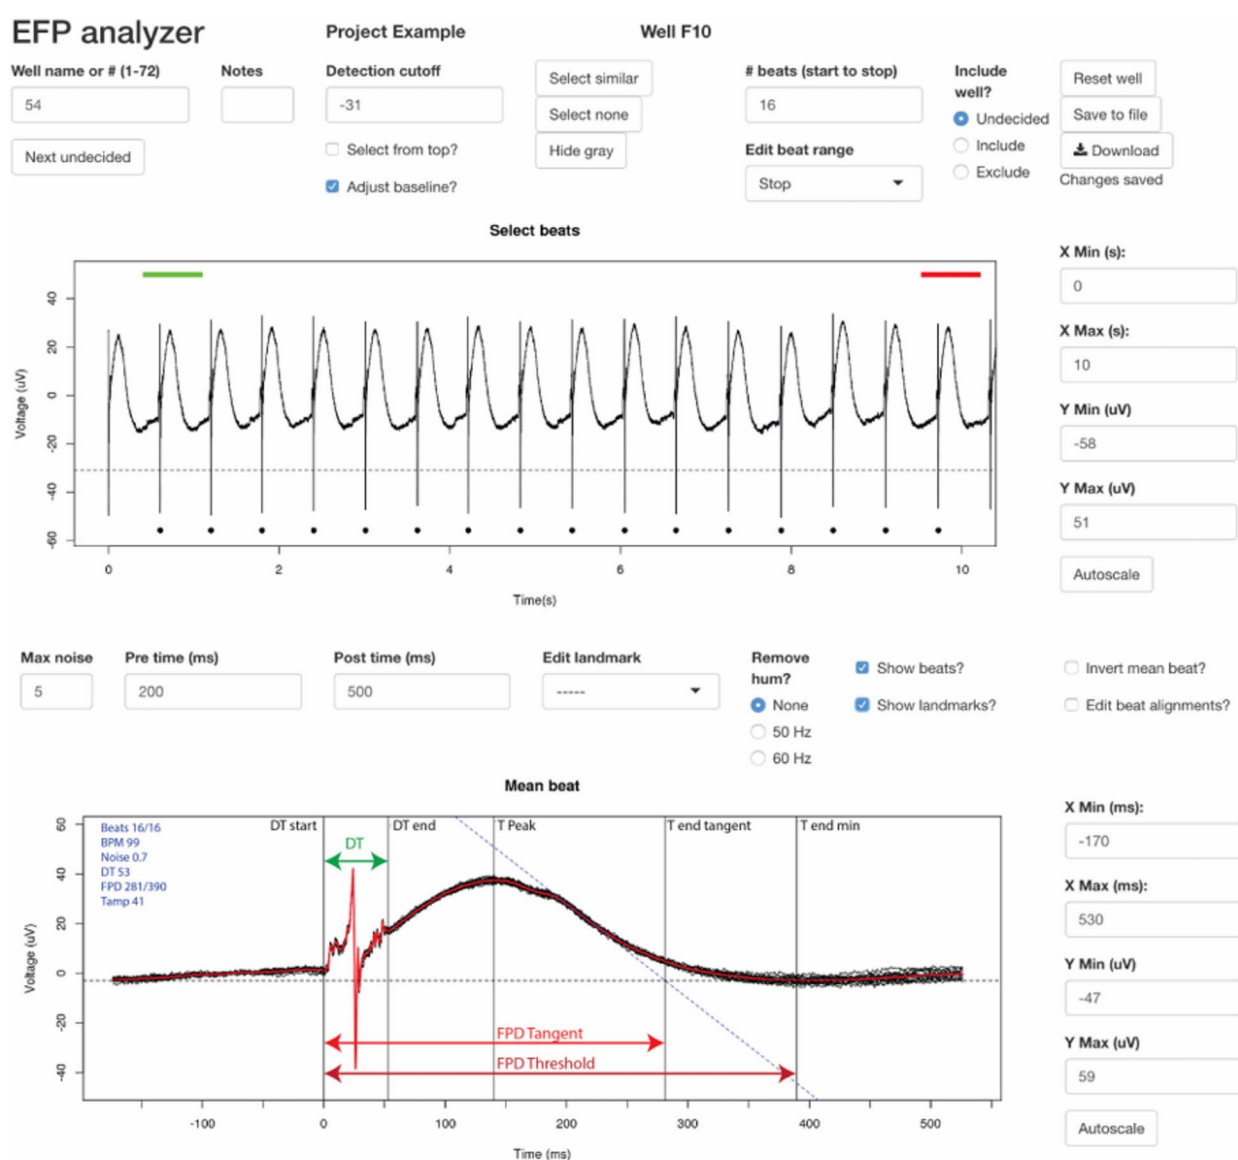 EFP analyzer
Project Example
Well F10
Well name or # (1-72)
Notes
Detection cutoff
Select similar
# beats (start to stop)
Include well?
Reset well
54
-31
Select none
16
Undecided
Save to file
Next undecided
Select from top?
Hide gray
Edit beat range
Include
Download
Adjust baseline?
Stop
Exclude
Changes saved
Select beats
Voltage (uV)
40
20
0
-20
-40
-60
0 2 4 6 8 10
Time(s)
X Min (s):
0
X Max (s):
10
Y Min (uV)
-58
Y Max (uV)
51
Autoscale
Max noise
Pre time (ms)
Post time (ms)
Edit landmark
Remove hum?
Show beats?
Invert mean beat?
5
200
500
-----
None
Show landmarks?
Edit beat alignments?
50 Hz
60 Hz
Mean beat
Voltage (uV)
60
40
20
0
-20
-40
Beats 16/16
BPM 99
Noise 0.7
DT 53
FPD 281/390
Tamp 41
DT start
DT end
T Peak
T end tangent
T end min
DT
FPD Tangent
FPD Threshold
-100 0 100 200 300 400 500
Time (ms)
X Min (ms):
-170
X Max (ms):
530
Y Min (uV)
-47
Y Max (uV)
59
Autoscale